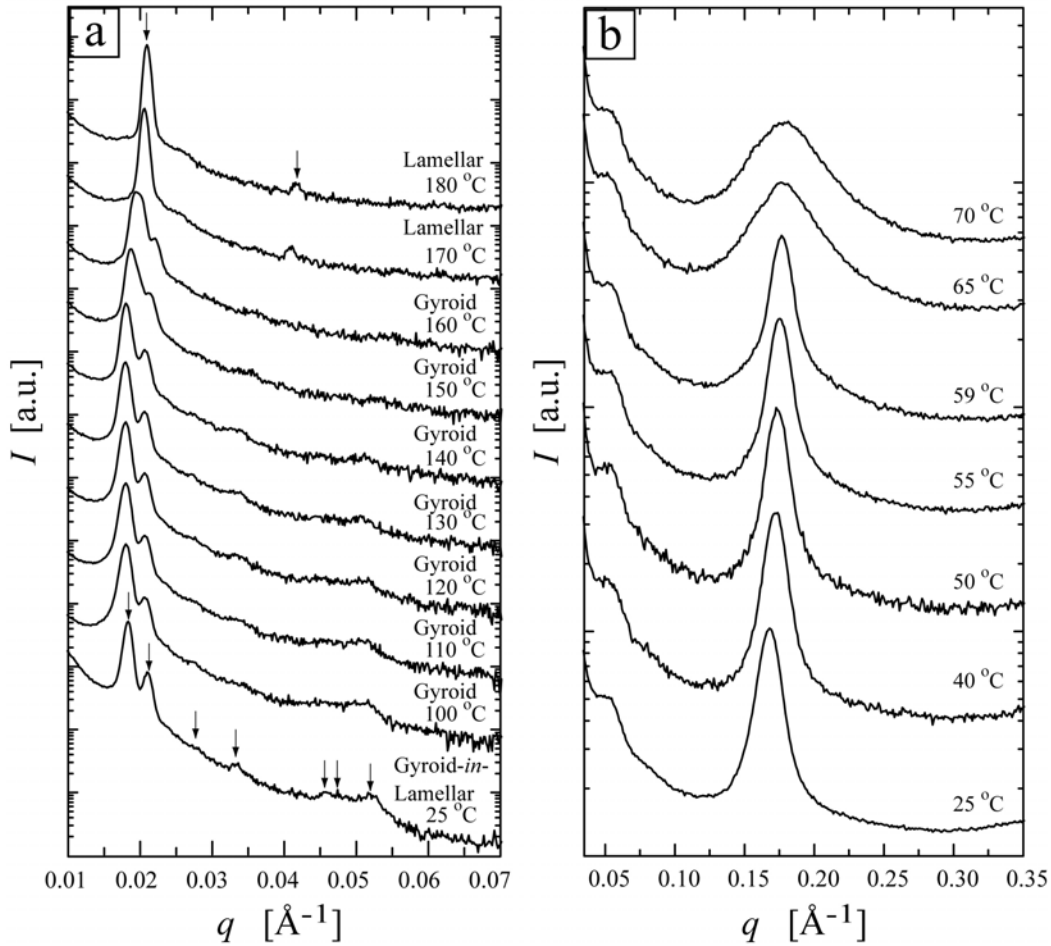 a
Lamellar
180 °C
Lamellar
170 °C
Gyroid
160 °C
Gyroid
150 °C
Gyroid
140 °C
Gyroid
130 °C
Gyroid
120 °C
Gyroid
110 °C
Gyroid
100 °C
Gyroid-in-
Lamellar
25 °C
I [a.u.]
0.01 0.02 0.03 0.04 0.05 0.06 0.07
q [Å-1]
b
70 °C
65 °C
59 °C
55 °C
50 °C
40 °C
25 °C
I [a.u.]
0.05 0.10 0.15 0.20 0.25 0.30 0.35
q [Å-1]